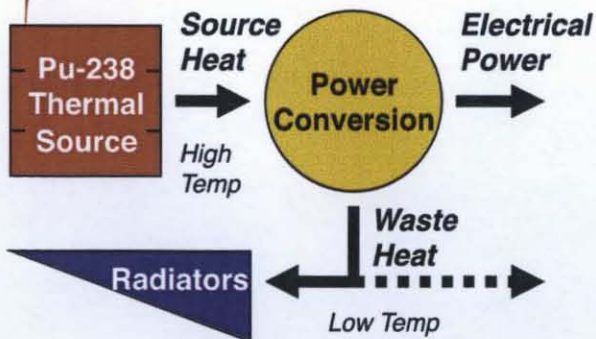 Pu-238
Thermal
Source
Source
Heat
High
Temp
Power
Conversion
Electrical
Power
Waste
Heat
Radiators
Low Temp